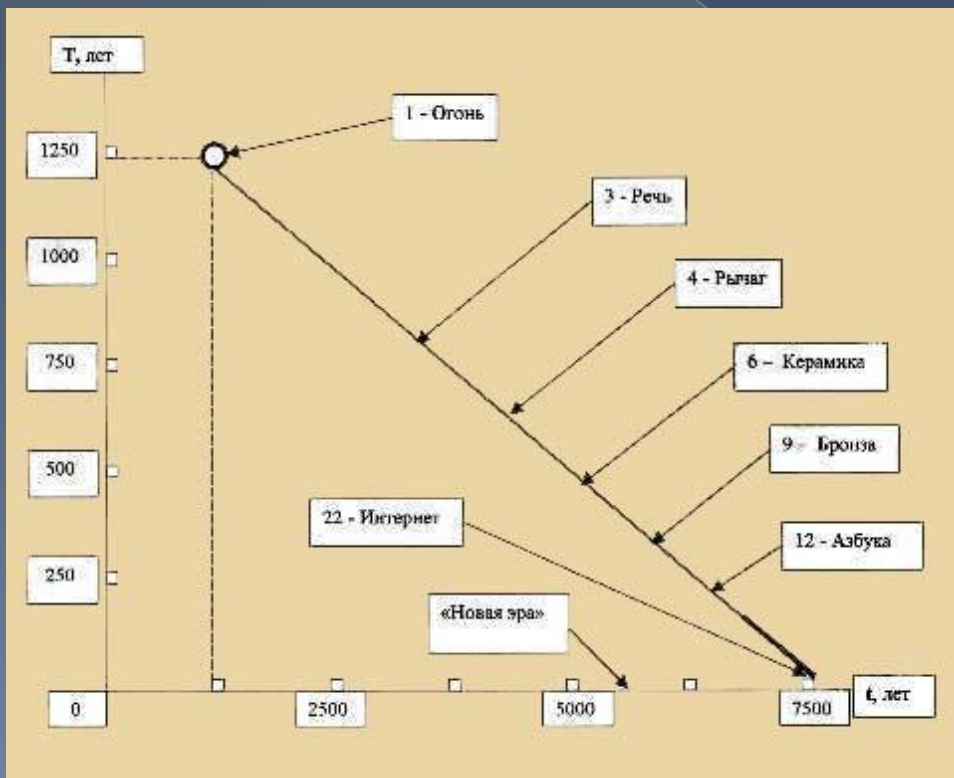 T, лет
1 - Огонь
1250
3 - Речь
1000
4 - Рычаг
750
6 – Керамика
9 – Бронза
500
22 - Интернет
12 - Азбука
250
«Новая эра»
0
2500
5000
7500
t, лет